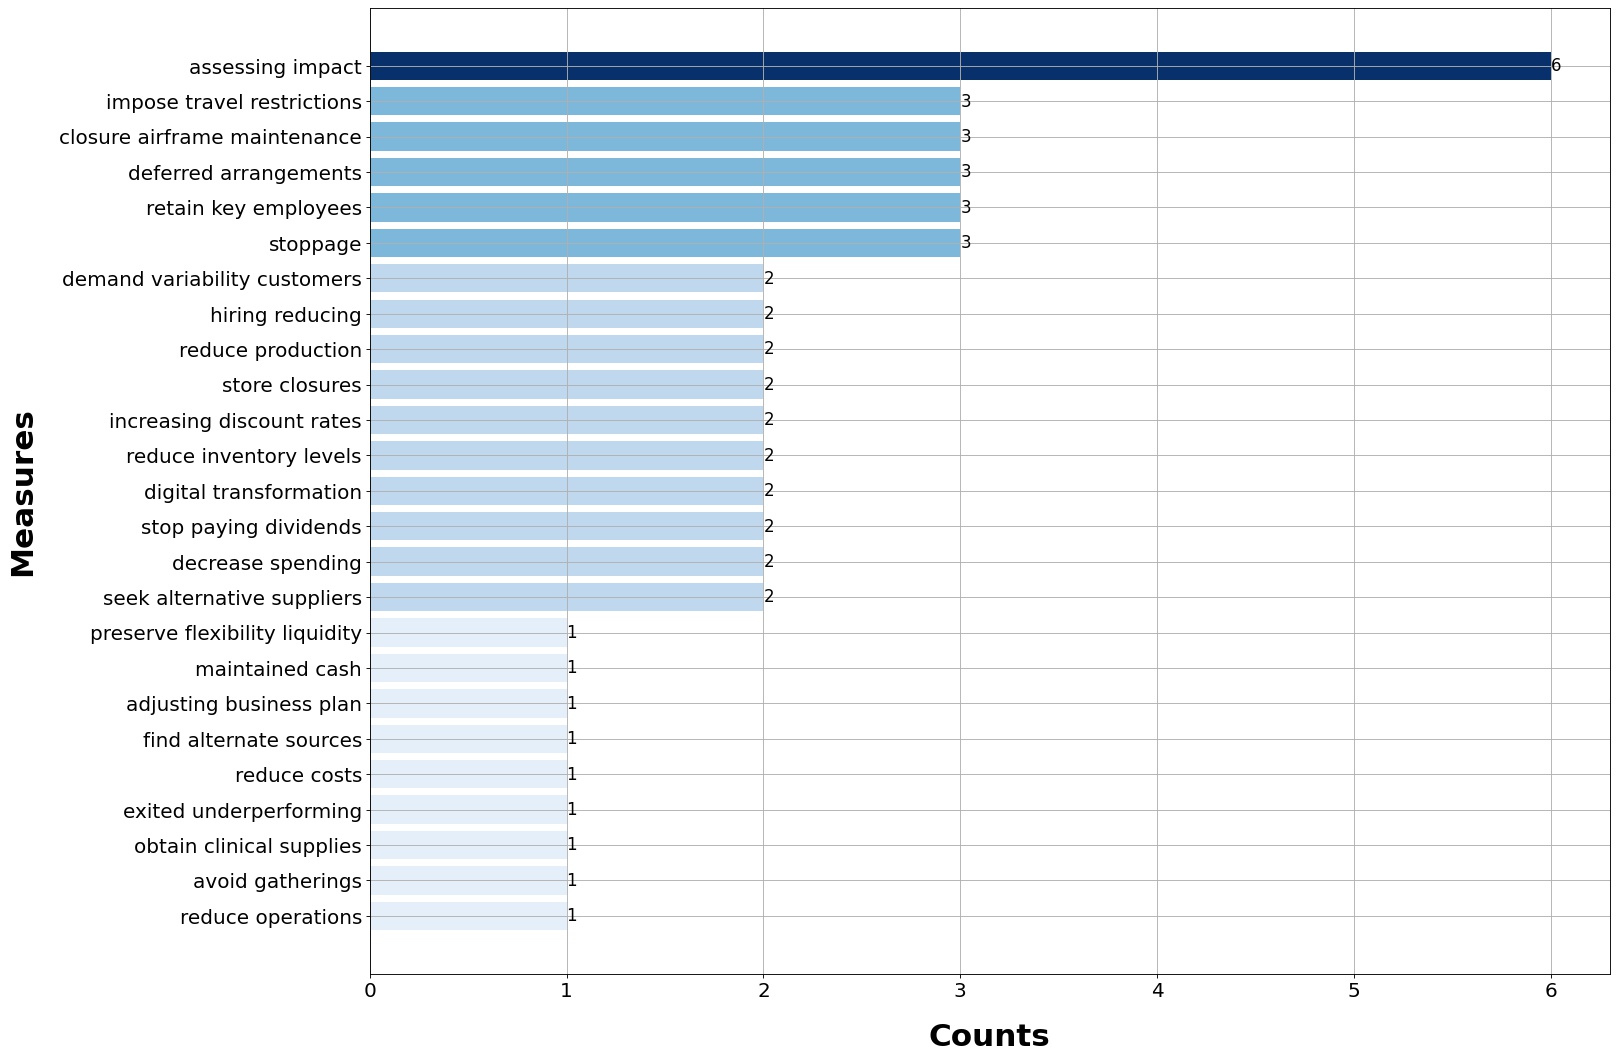 assessing impact 6
impose travel restrictions 3
closure airframe maintenance 3
deferred arrangements 3
retain key employees 3
stoppage 3
demand variability customers 2
hiring reducing 2
reduce production 2
store closures 2
increasing discount rates 2
reduce inventory levels 2
digital transformation 2
stop paying dividends 2
decrease spending 2
seek alternative suppliers 2
preserve flexibility liquidity 1
maintained cash 1
adjusting business plan 1
find alternate sources 1
reduce costs 1
exited underperforming 1
obtain clinical supplies 1
avoid gatherings 1
reduce operations 1
Measures
0 1 2 3 4 5 6
Counts